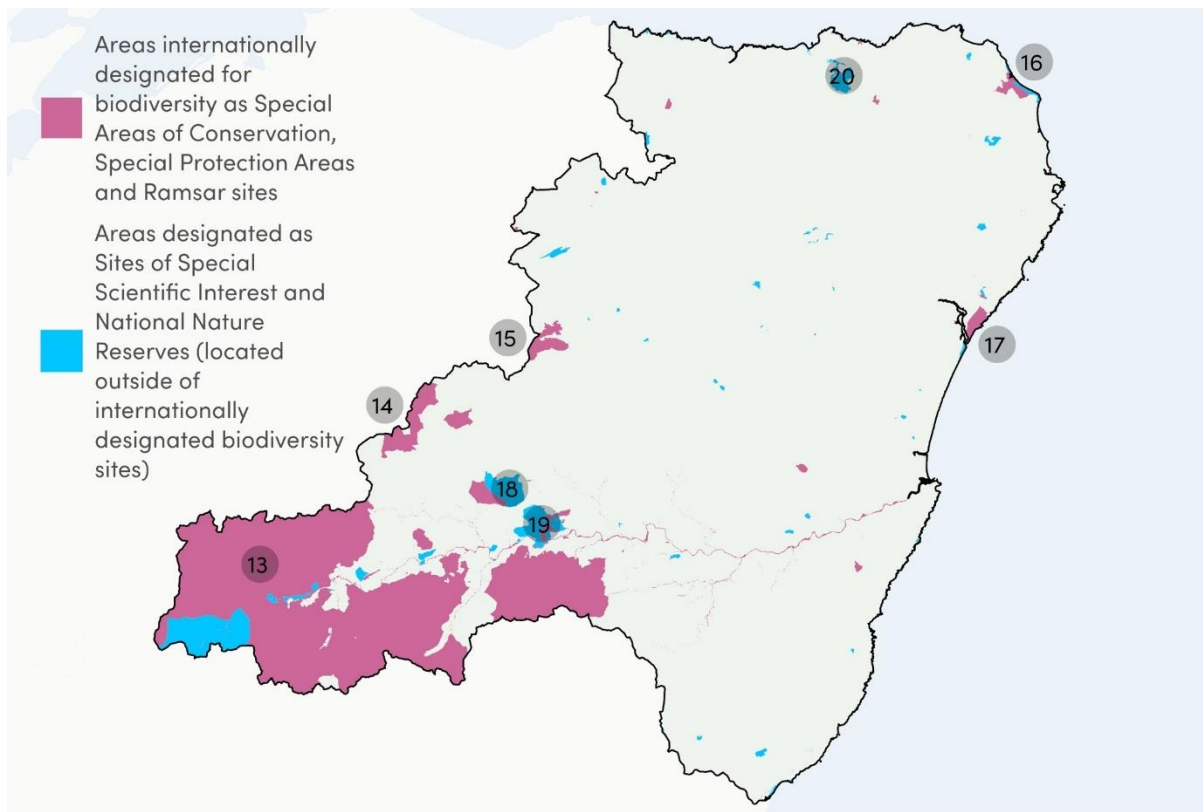 Areas internationally
designated for
biodiversity as Special
Areas of Conservation,
Special Protection Areas
and Ramsar sites
Areas designated as
Sites of Special
Scientific Interest and
National Nature
Reserves (located
outside of
internationally
designated biodiversity
sites)
16
20
15
17
14
18
19
13